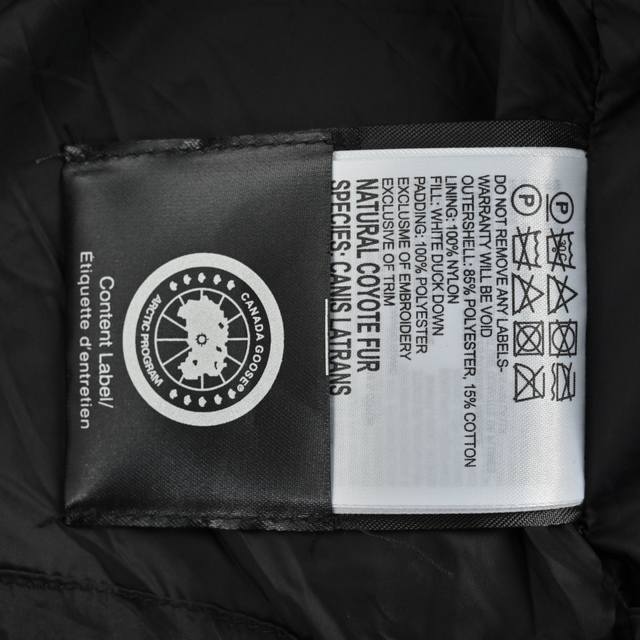 DO NOT REMOVE ANY LABELS-
WARRANTY WILL BE VOID
OUTERSHELL: 85% POLYESTER, 15% COTTON
LINING: 100% NYLON
FILL: WHITE DUCK DOWN
PADDING: 100% POLYESTER
EXCLUSIVE OF EMBROIDERY
EXCLUSIVE OF TRIM
NATURAL COYOTE FUR
SPECIES: CANIS LATRANS
P
P
CANADA GOOSE®
ARCTIC PROGRAM
Content Label/
Étiquette d'entretien